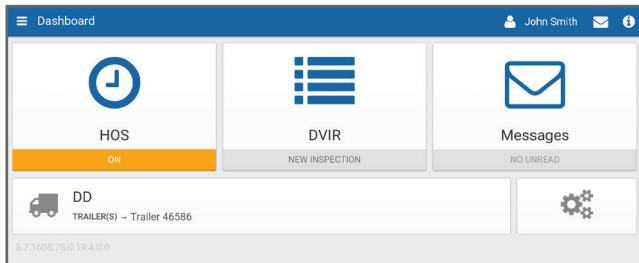 Dashboard
John Smith
HOS
ON
DVIR
NEW INSPECTION
Messages
NO UNREAD
DD
TRAILER(S) → Trailer 46586
5.7.1608.75.0.19.4.0.0